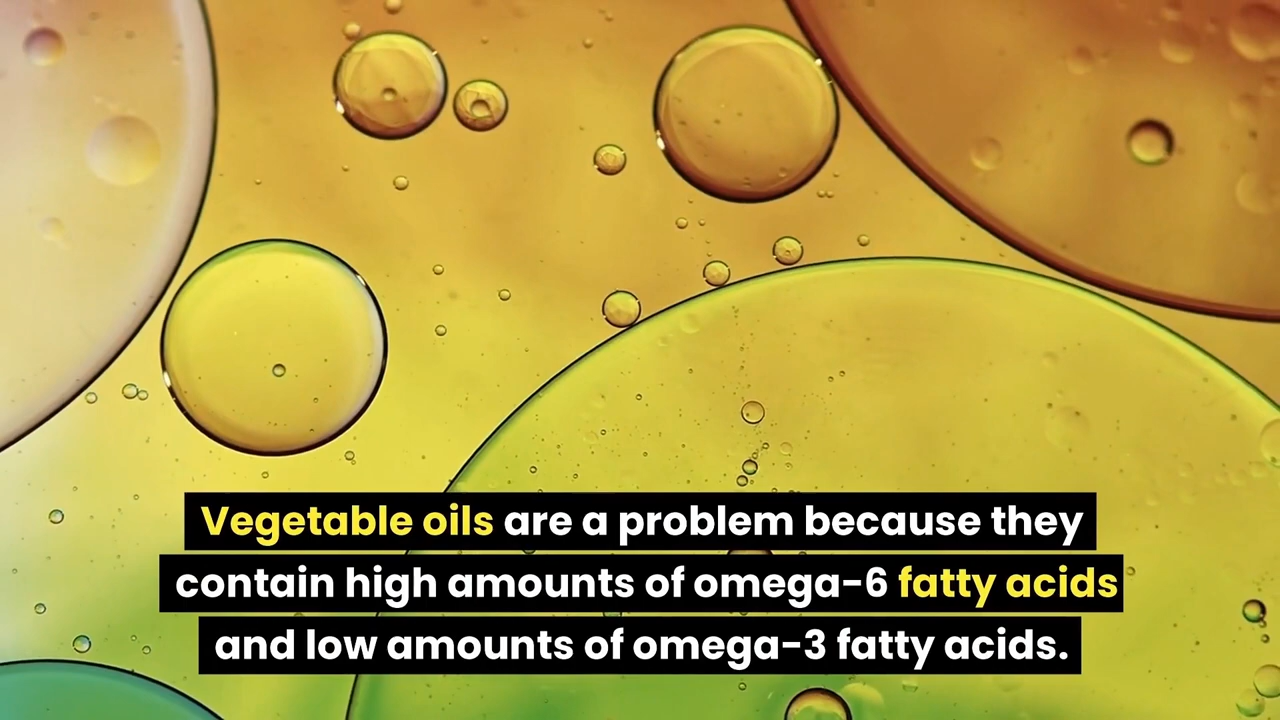 Vegetable oils are a problem because they
contain high amounts of omega-6 fatty acids
and low amounts of omega-3 fatty acids.